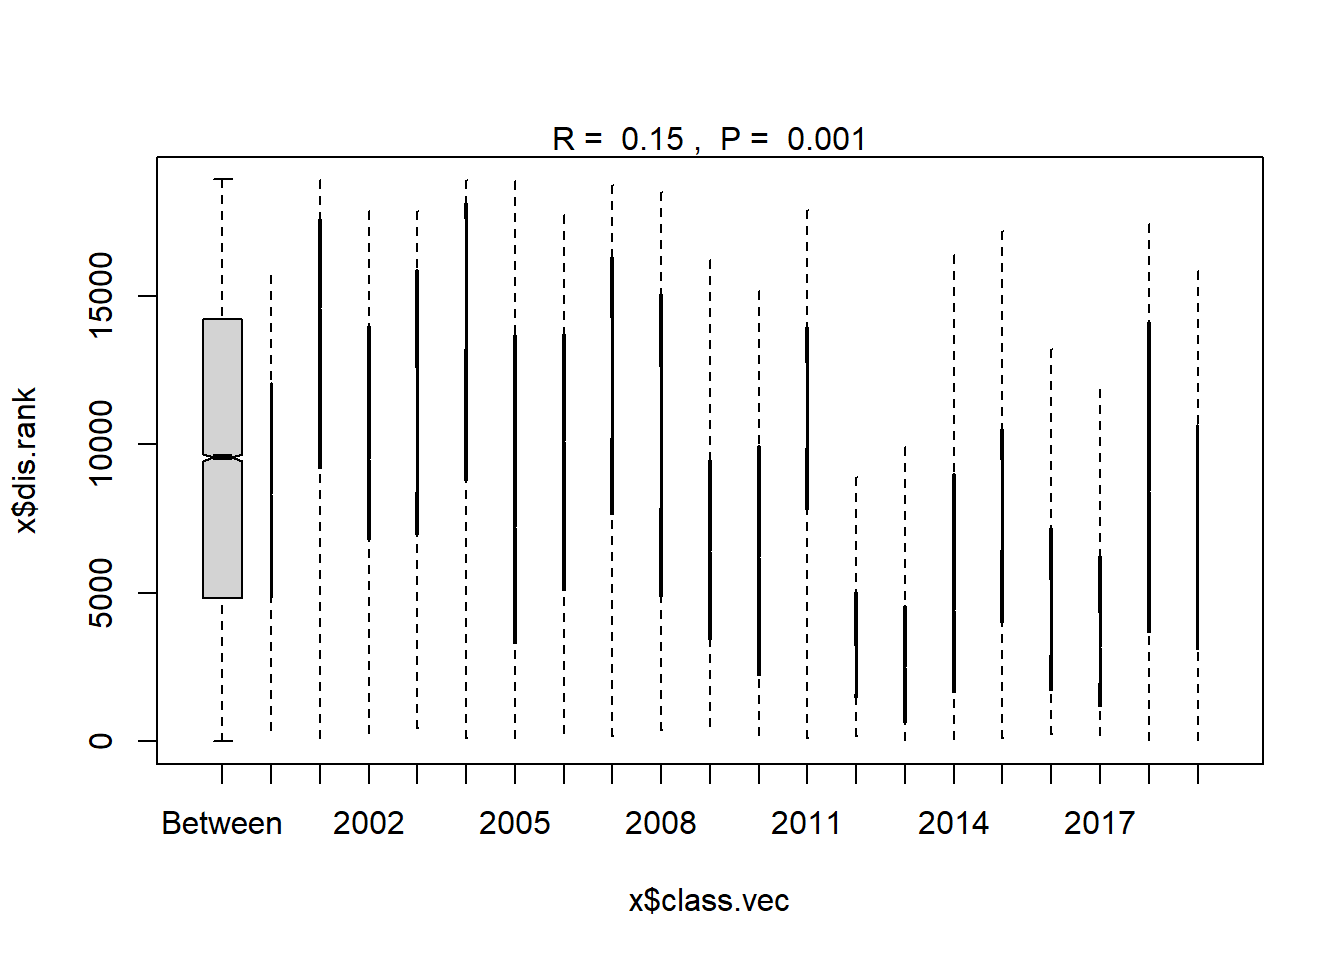 R =  0.15 ,  P =  0.001
x$dis.rank
15000
10000
5000
0
Between 2002 2005 2008 2011 2014 2017
x$class.vec